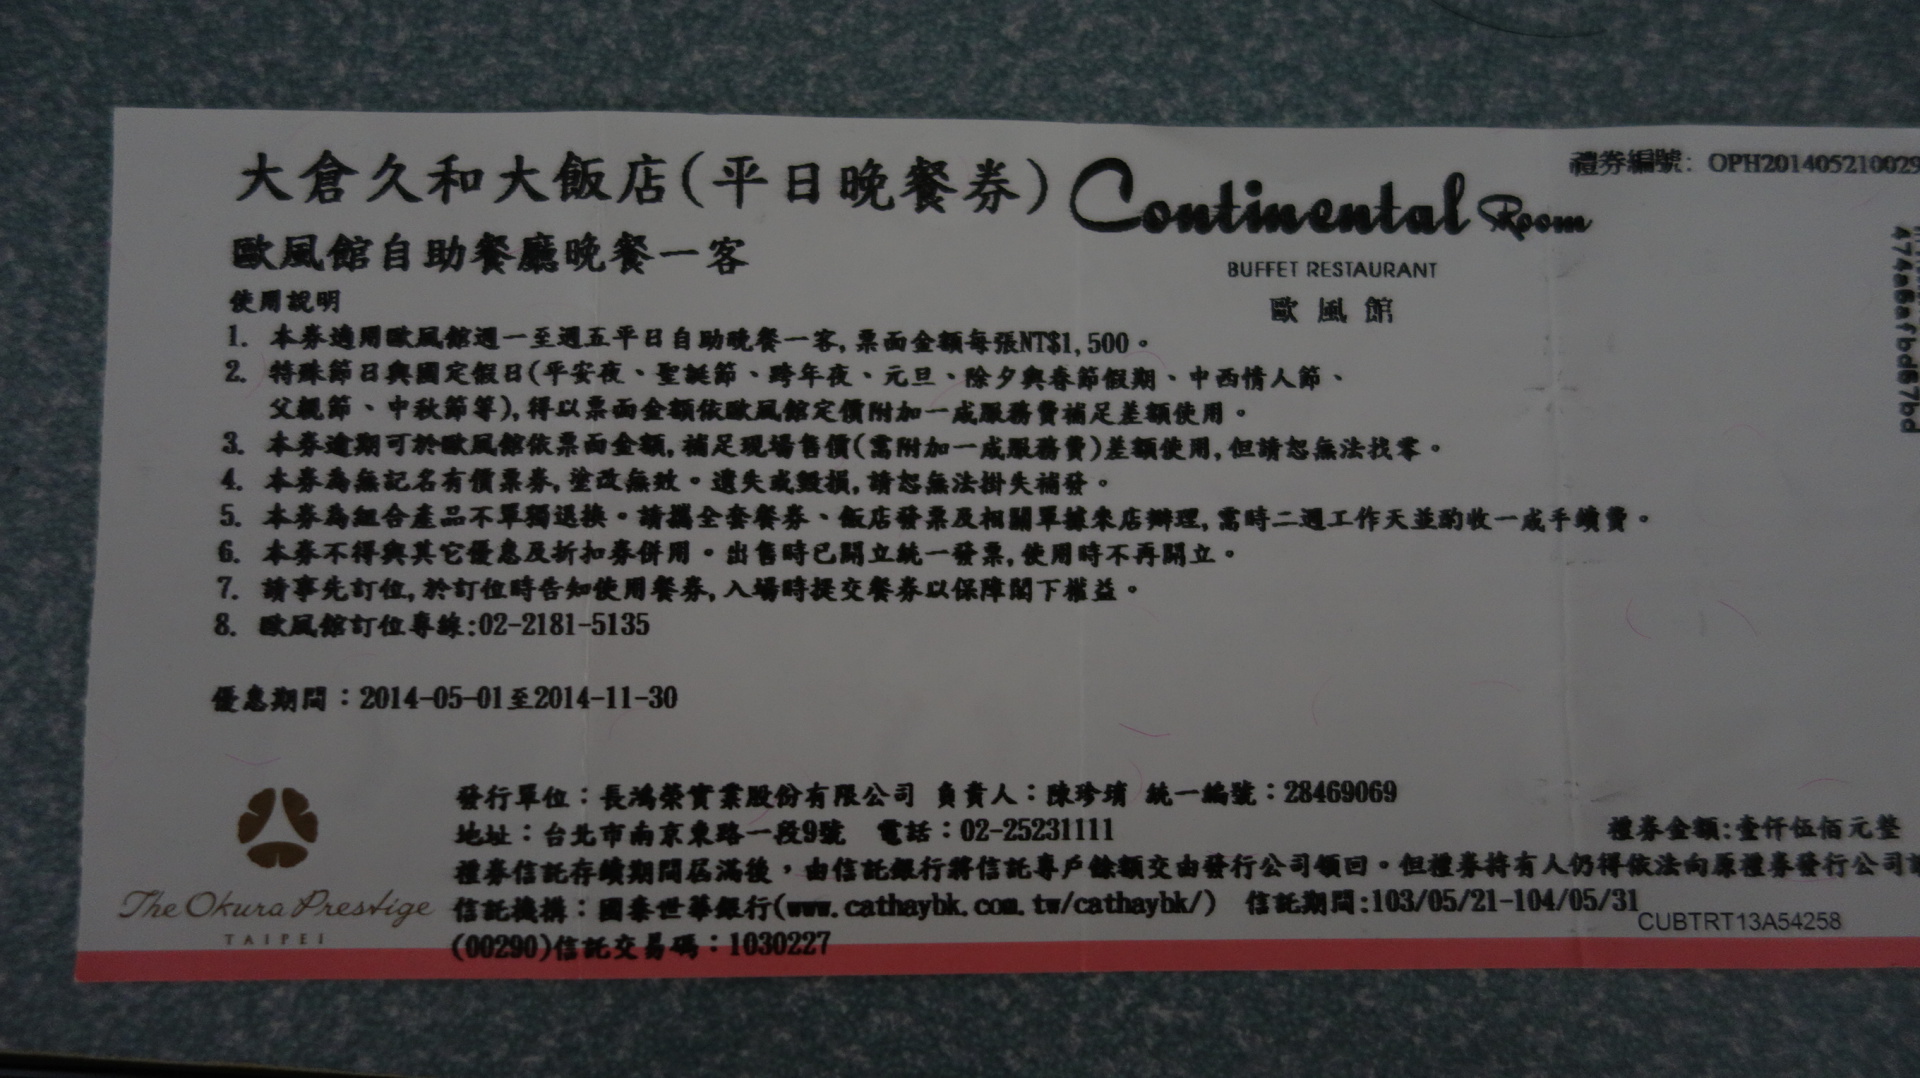 大倉久和大飯店(平日晚餐券)
Continental Room
禮券編號: OPH201405210029
歐風館自助餐廳晚餐一客
BUFFET RESTAURANT
歐風館
使用說明
1. 本券適用歐風館週一至週五平日自助晚餐一客,票面金額每張NT$1,500。
2. 特殊節日與國定假日(平安夜、聖誕節、跨年夜、元旦、除夕與春節假期、中西情人節、
父親節、中秋節等),得以票面金額依歐風館定價附加一成服務費補足差額使用。
3. 本券逾期可於歐風館依票面金額,補足現場售價(需附加一成服務費)差額使用,但請恕無法找零。
4. 本券為無記名有價票券,塗改無效。遺失或毀損,請恕無法掛失補發。
5. 本券為組合產品不單獨退換。請攜全套餐券、飯店發票及相關單據來店辦理,需時二週工作天並酌收一成手續費。
6. 本券不得與其它優惠及折扣券併用。出售時已開立統一發票,使用時不再開立。
7. 請事先訂位,於訂位時告知使用餐券,入場時提交餐券以保障閣下權益。
8. 歐風館訂位專線:02-2181-5135
優惠期間：2014-05-01至2014-11-30
474a6afbd67bd
發行單位：長鴻榮實業股份有限公司 負責人：陳珍 統一編號：28469069
地址：台北市南京東路一段9號 電話：02-25231111
禮券金額:壹仟伍佰元整
禮券信託存續期間屆滿後，由信託銀行將信託專戶餘額交由發行公司領回。但禮券持有人仍得依法向原禮券發行公司
信託機構：國泰世華銀行(www.cathaybk.com.tw/cathaybk/) 信託期間:103/05/21-104/05/31
CUBTRT13A54258
(00290)信託交易碼：1030227
The Okura Prestige
TAIPEI